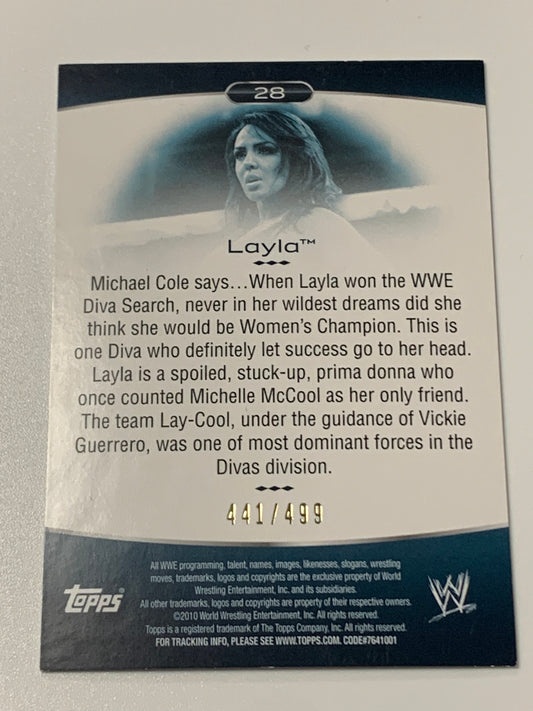 28
Layla™
Michael Cole says...When Layla won the WWE
Diva Search, never in her wildest dreams did she
think she would be Women's Champion. This is
one Diva who definitely let success go to her head.
Layla is a spoiled, stuck-up, prima donna who
once counted Michelle McCool as her only friend.
The team Lay-Cool, under the guidance of Vickie
Guerrero, was one of most dominant forces in the
Divas division.
441/499
All WWE programming, talent, names, images, likenesses, slogans, wrestling
moves, trademarks, logos and copyrights are the exclusive property of World
Wrestling Entertainment, Inc. and its subsidiaries.
All other trademarks, logos and copyrights are the property of their respective owners.
©2010 World Wrestling Entertainment, Inc. All rights reserved.
Topps is a registered trademark of The Topps Company, Inc. All rights reserved.
FOR TRACKING INFO, PLEASE SEE WWW.TOPPS.COM. CODE#7641001
topps
W